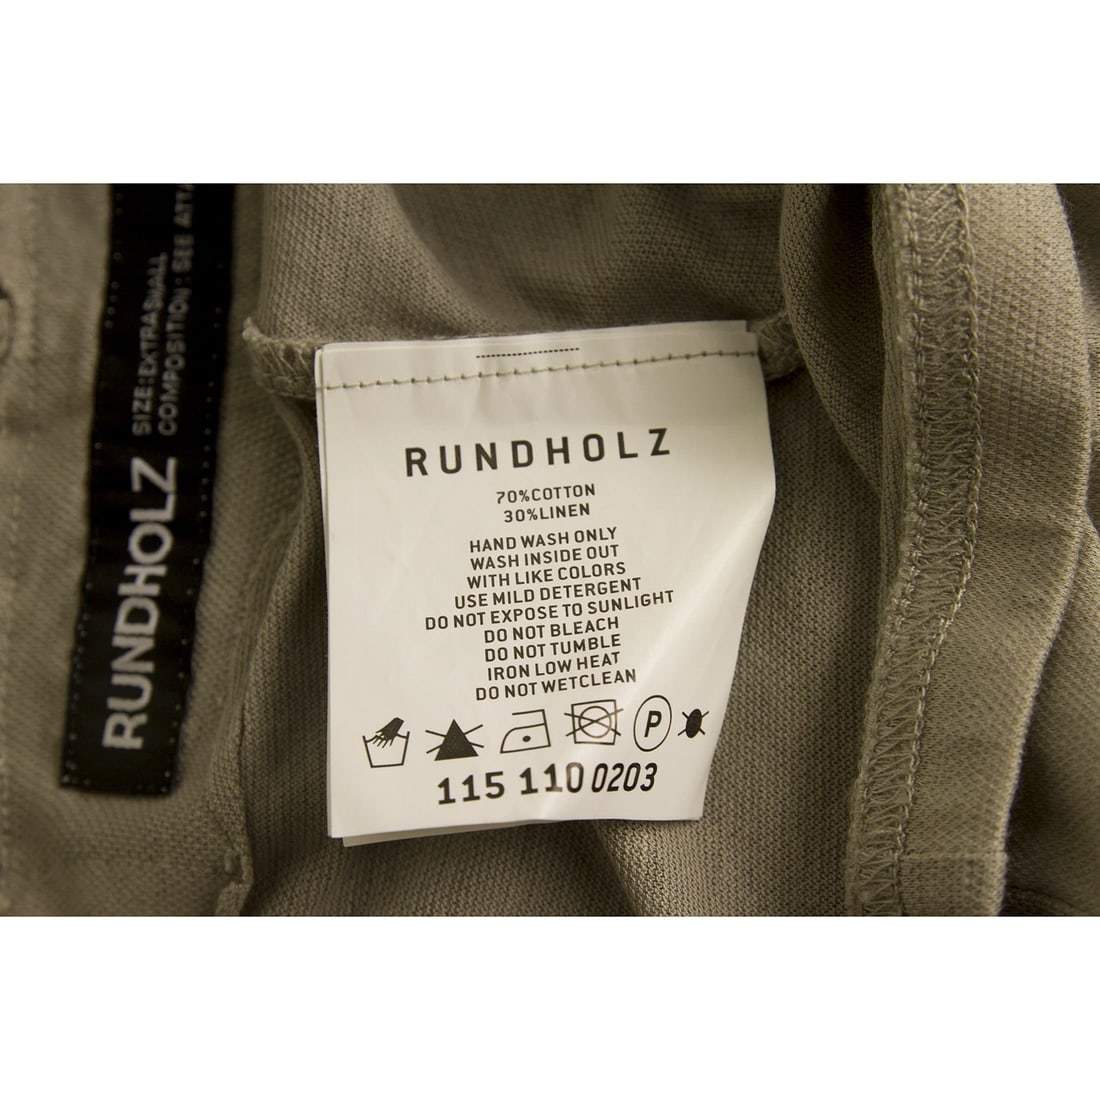 RUNDHOLZ
SIZE:EXTRASMALL
COMPOSITION: SEE
RUNDHOLZ
70%COTTON
30%LINEN
HAND WASH ONLY
WASH INSIDE OUT
WITH LIKE COLORS
USE MILD DETERGENT
DO NOT EXPOSE TO SUNLIGHT
DO NOT BLEACH
DO NOT TUMBLE
IRON LOW HEAT
DO NOT WETCLEAN
P
115 110 0203